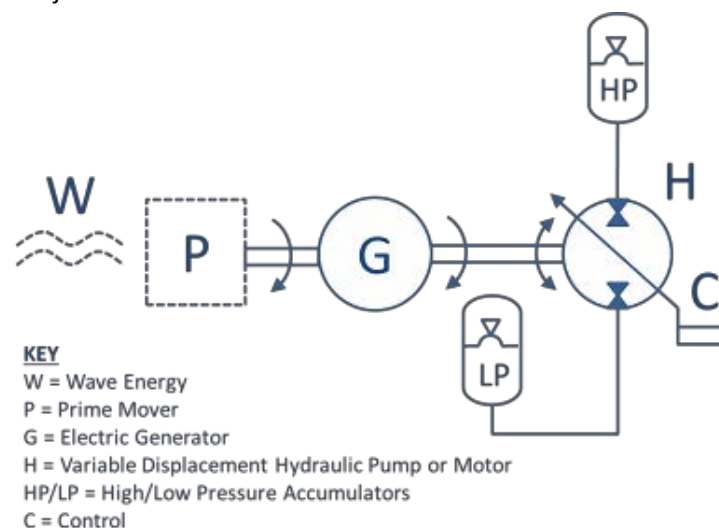 HP
W
P
G
H
C
LP
KEY
W = Wave Energy
P = Prime Mover
G = Electric Generator
H = Variable Displacement Hydraulic Pump or Motor
HP/LP = High/Low Pressure Accumulators
C = Control